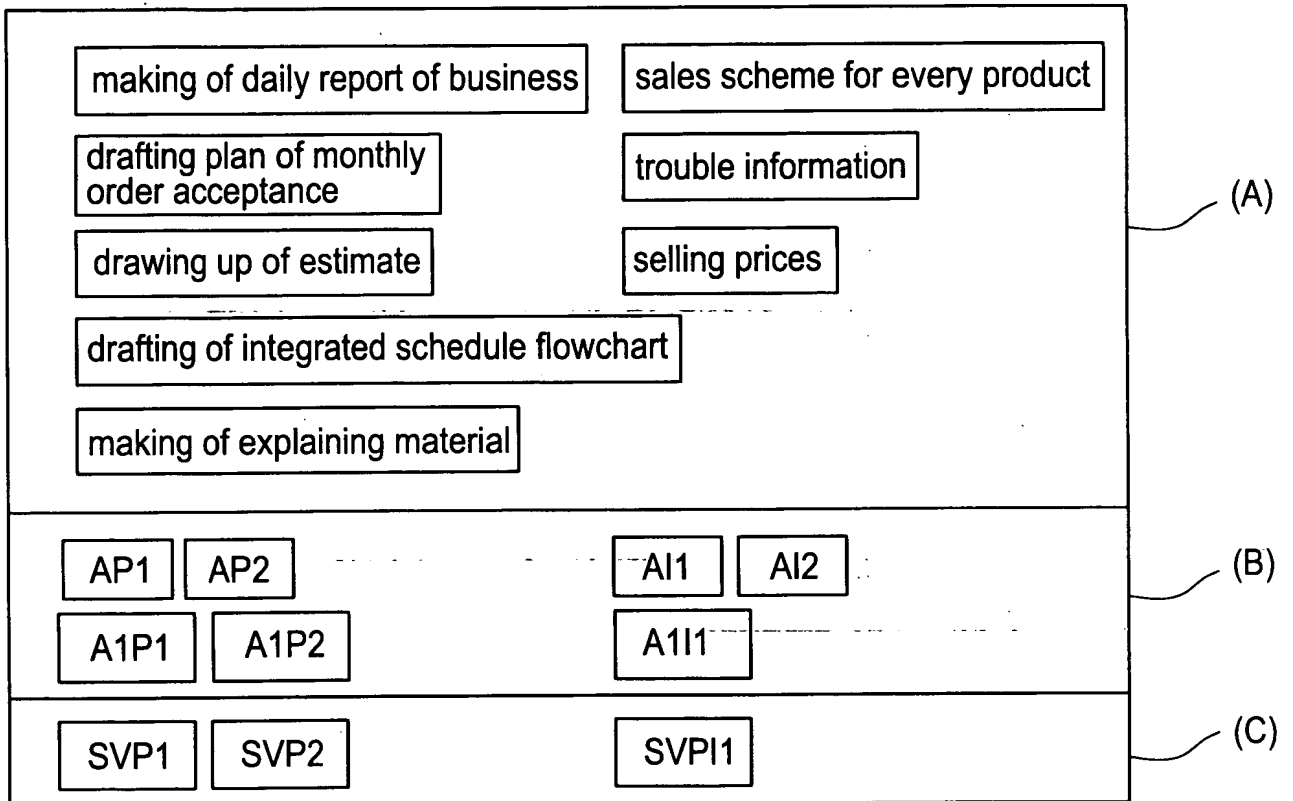 making of daily report of business
sales scheme for every product
drafting plan of monthly
order acceptance
trouble information
(A)
drawing up of estimate
selling prices
drafting of integrated schedule flowchart
making of explaining material
AP1
AP2
AI1
AI2
(B)
A1P1
A1P2
A1I1
SVP1
SVP2
SVPI1
(C)